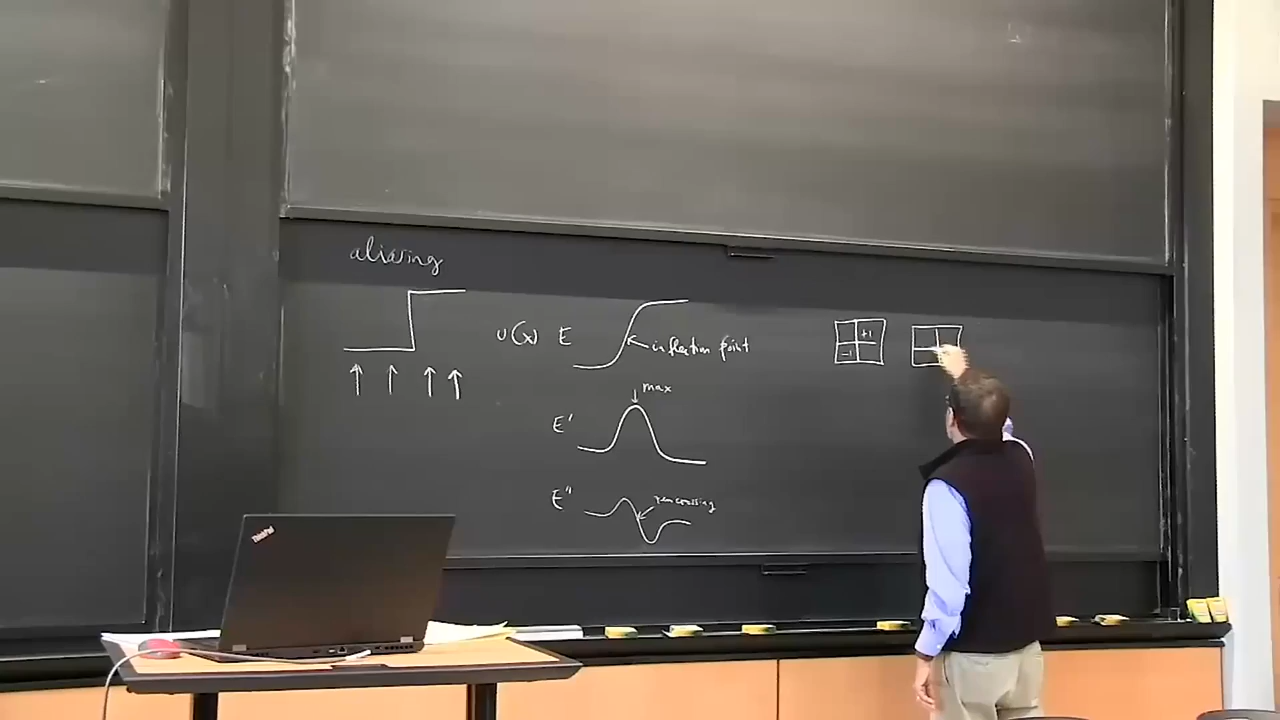 aliasing
u(x) E
inflection point
+1
-1
max
E'
E"
zero crossing
ThinkPad